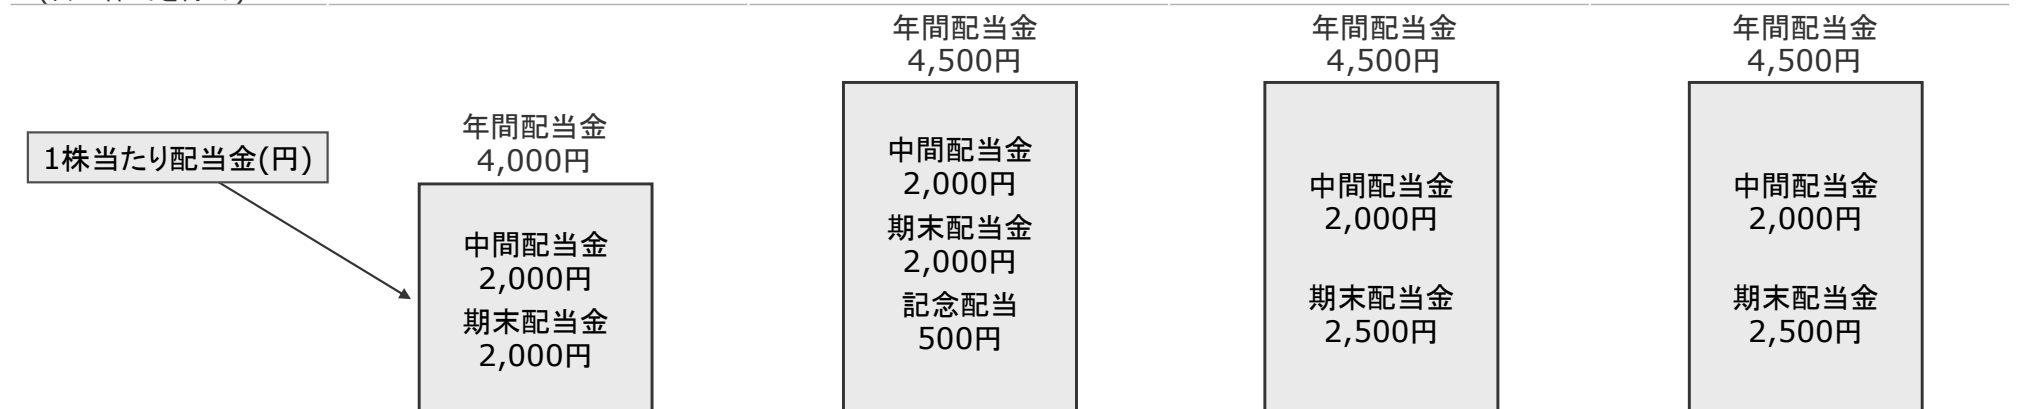 1株当たり配当金(円)
年間配当金
4,000円
中間配当金
2,000円
期末配当金
2,000円
年間配当金
4,500円
中間配当金
2,000円
期末配当金
2,000円
記念配当
500円
年間配当金
4,500円
中間配当金
2,000円
期末配当金
2,500円
年間配当金
4,500円
中間配当金
2,000円
期末配当金
2,500円